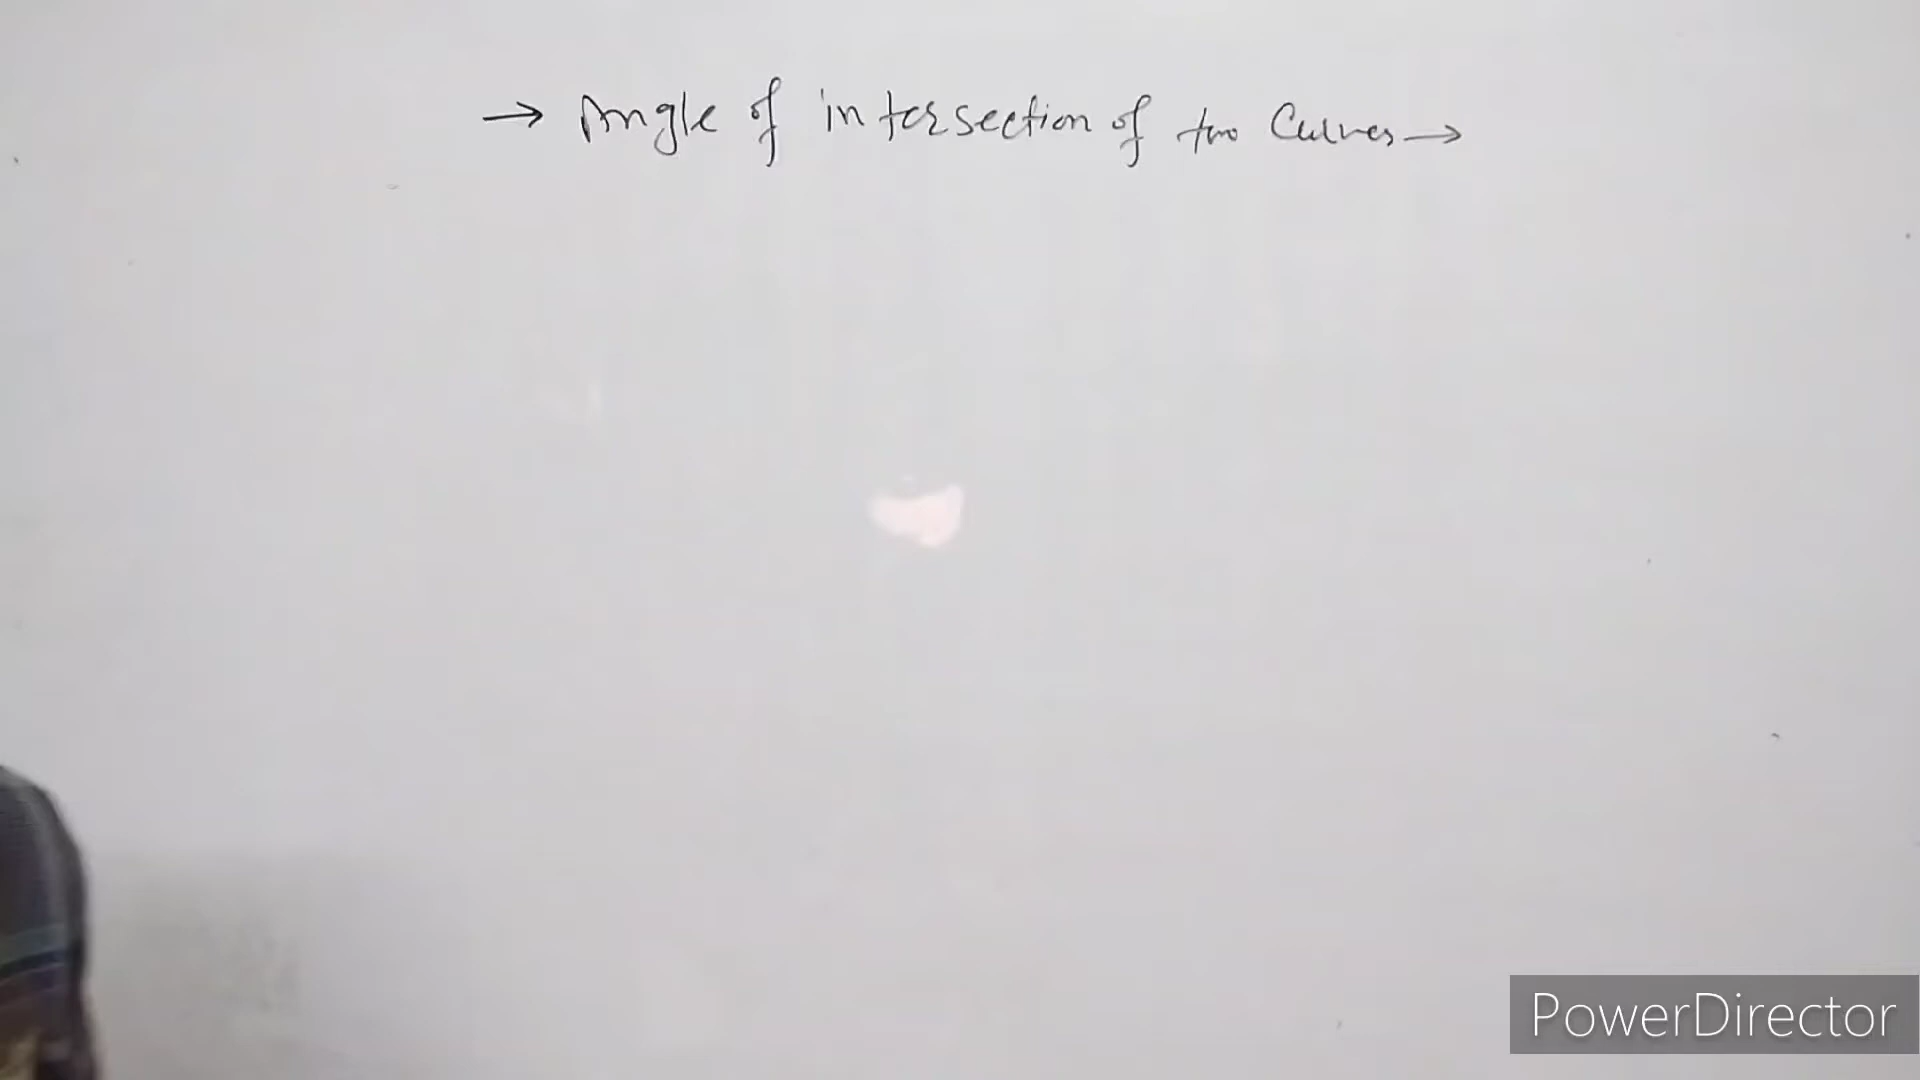 → Angle of intersection of two Curves →
PowerDirector